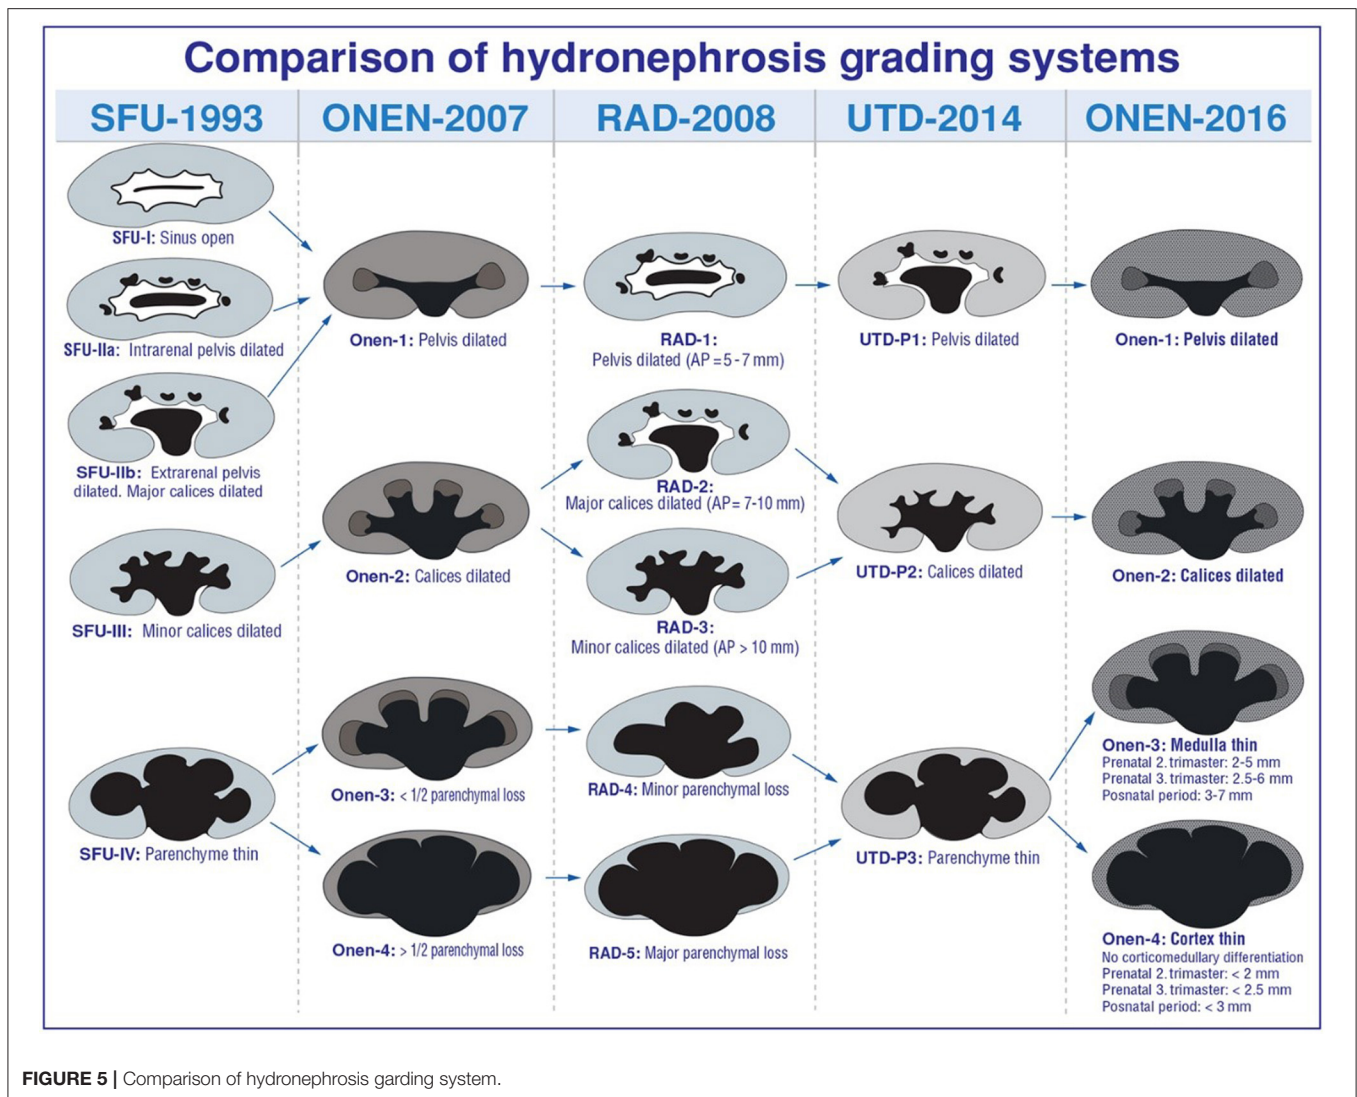 Comparison of hydronephrosis grading systems
SFU-1993
ONEN-2007
RAD-2008
UTD-2014
ONEN-2016
SFU-I: Sinus open
SFU-IIa: Intrarenal pelvis dilated
SFU-IIb: Extrarenal pelvis
dilated. Major calices dilated
SFU-III: Minor calices dilated
SFU-IV: Parenchyme thin
Onen-1: Pelvis dilated
Onen-2: Calices dilated
Onen-3: < 1/2 parenchymal loss
Onen-4: > 1/2 parenchymal loss
RAD-1:
Pelvis dilated (AP = 5 - 7 mm)
RAD-2:
Major calices dilated (AP = 7-10 mm)
RAD-3:
Minor calices dilated (AP > 10 mm)
RAD-4: Minor parenchymal loss
RAD-5: Major parenchymal loss
UTD-P1: Pelvis dilated
UTD-P2: Calices dilated
UTD-P3: Parenchyme thin
Onen-1: Pelvis dilated
Onen-2: Calices dilated
Onen-3: Medulla thin
Prenatal 2. trimaster: 2-5 mm
Prenatal 3. trimaster: 2.5-6 mm
Posnatal period: 3-7 mm
Onen-4: Cortex thin
No corticomedullary differentiation
Prenatal 2. trimaster: < 2 mm
Prenatal 3. trimaster: < 2.5 mm
Posnatal period: < 3 mm
FIGURE 5 | Comparison of hydronephrosis garding system.